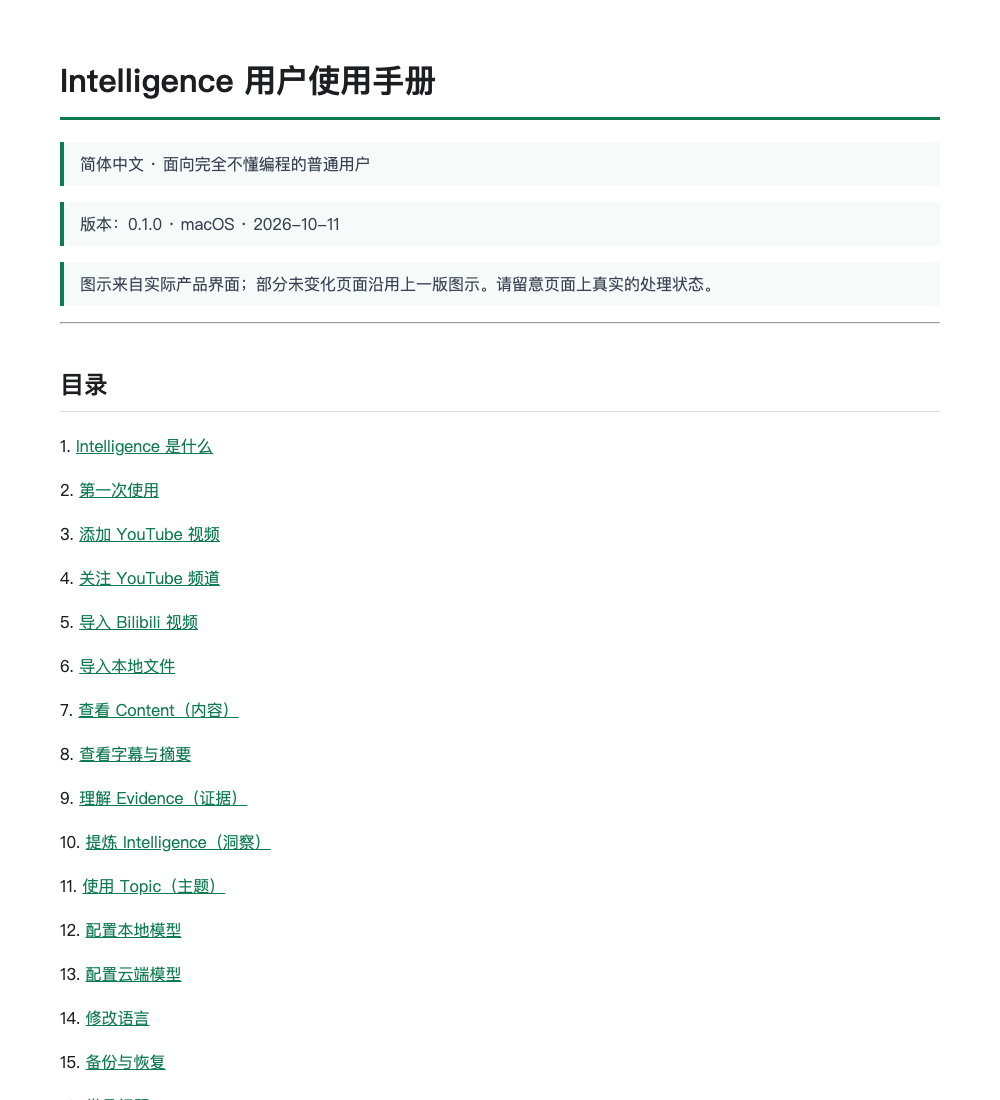 Intelligence 用户使用手册
简体中文 · 面向完全不懂编程的普通用户
版本：0.1.0 · macOS · 2026-10-11
图示来自实际产品界面；部分未变化页面沿用上一版图示。请留意页面上真实的处理状态。
目录
1. Intelligence 是什么
2. 第一次使用
3. 添加 YouTube 视频
4. 关注 YouTube 频道
5. 导入 Bilibili 视频
6. 导入本地文件
7. 查看 Content（内容）
8. 查看字幕与摘要
9. 理解 Evidence（证据）
10. 提炼 Intelligence（洞察）
11. 使用 Topic（主题）
12. 配置本地模型
13. 配置云端模型
14. 修改语言
15. 备份与恢复